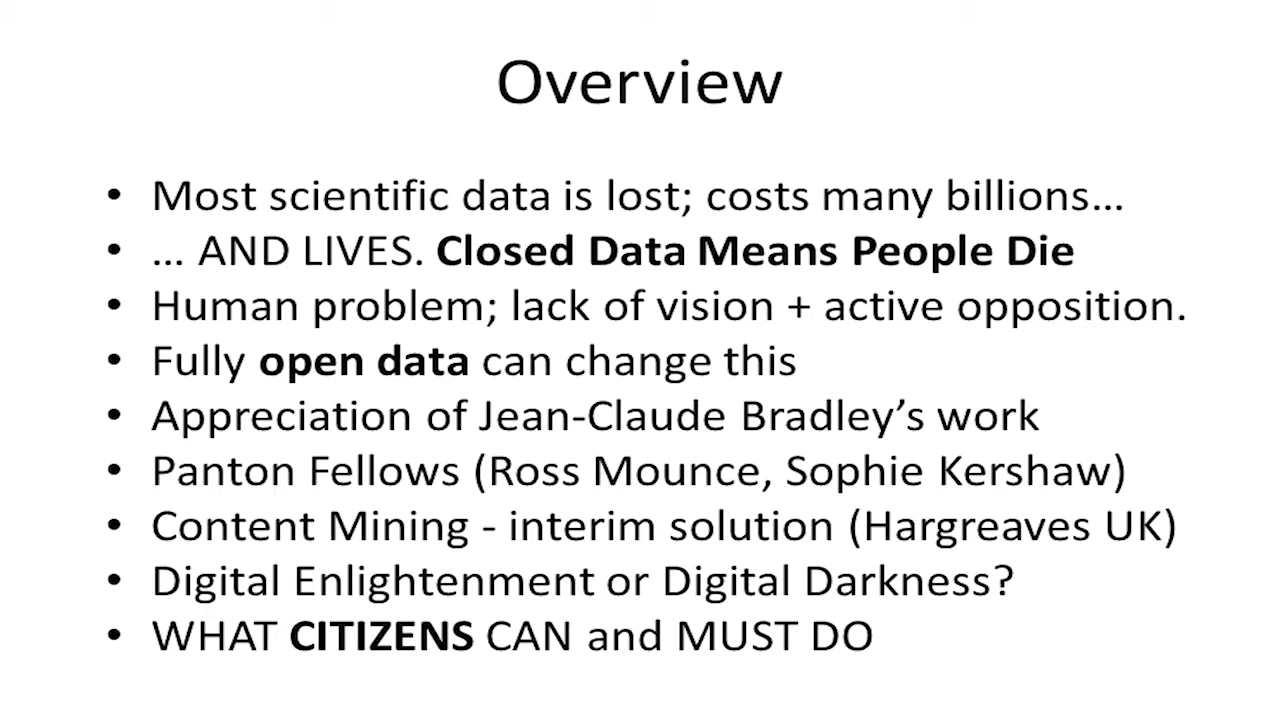 Overview
• Most scientific data is lost; costs many billions…
• … AND LIVES. Closed Data Means People Die
• Human problem; lack of vision + active opposition.
• Fully open data can change this
• Appreciation of Jean-Claude Bradley’s work
• Panton Fellows (Ross Mounce, Sophie Kershaw)
• Content Mining - interim solution (Hargreaves UK)
• Digital Enlightenment or Digital Darkness?
• WHAT CITIZENS CAN and MUST DO